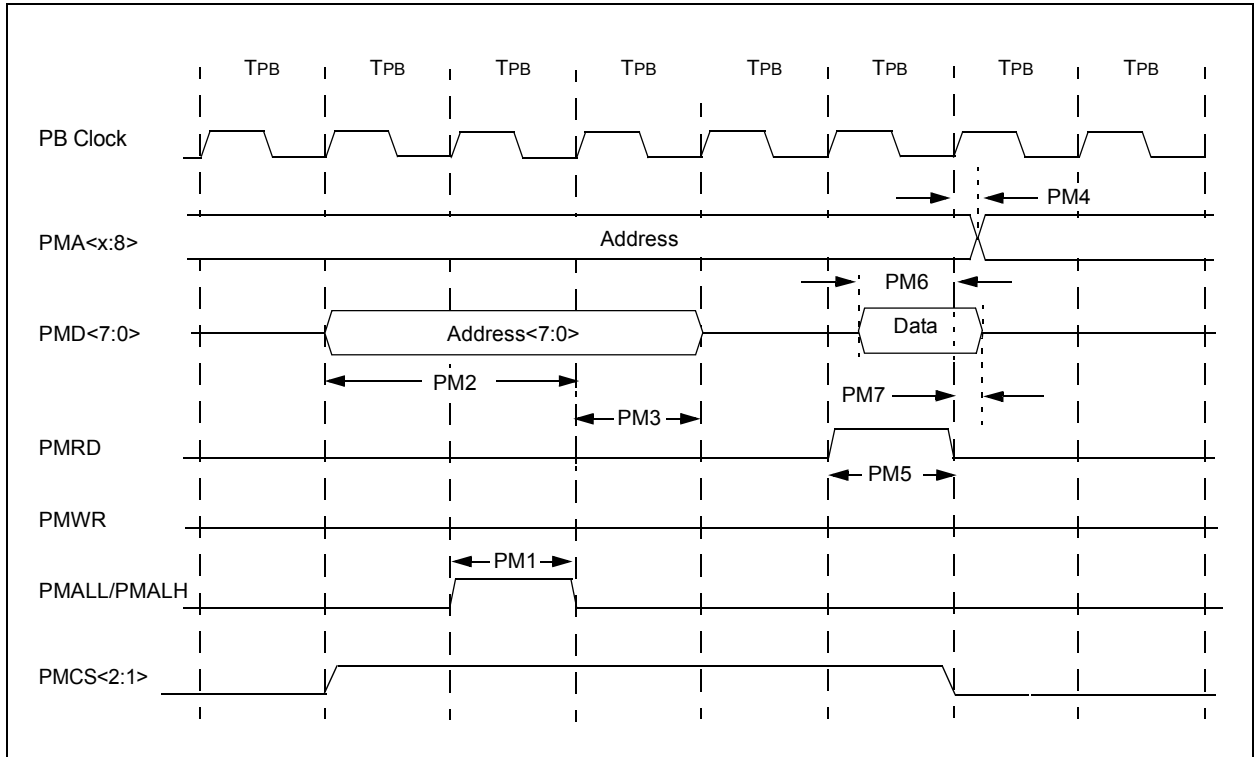 TPB TPB TPB TPB TPB TPB TPB TPB
PB Clock
PM4
PMA<x:8>
Address
PM6
PMD<7:0>
Address<7:0>
Data
PM2
PM7
PM3
PMRD
PM5
PMWR
PM1
PMALL/PMALH
PMCS<2:1>